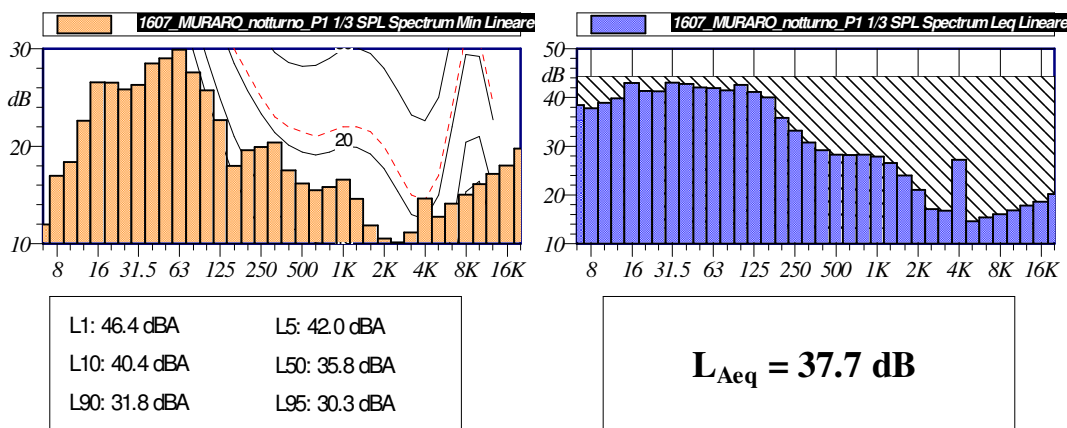 1607_MURARO_notturno_P1 1/3 SPL Spectrum Min Lineare
30
dB
20
10
20
8 16 31.5 63 125 250 500 1K 2K 4K 8K 16K
1607_MURARO_notturno_P1 1/3 SPL Spectrum Leq Lineare
50
dB
40
30
20
10
8 16 31.5 63 125 250 500 1K 2K 4K 8K 16K
L1: 46.4 dBA L5: 42.0 dBA
L10: 40.4 dBA L50: 35.8 dBA
L90: 31.8 dBA L95: 30.3 dBA
LAeq = 37.7 dB